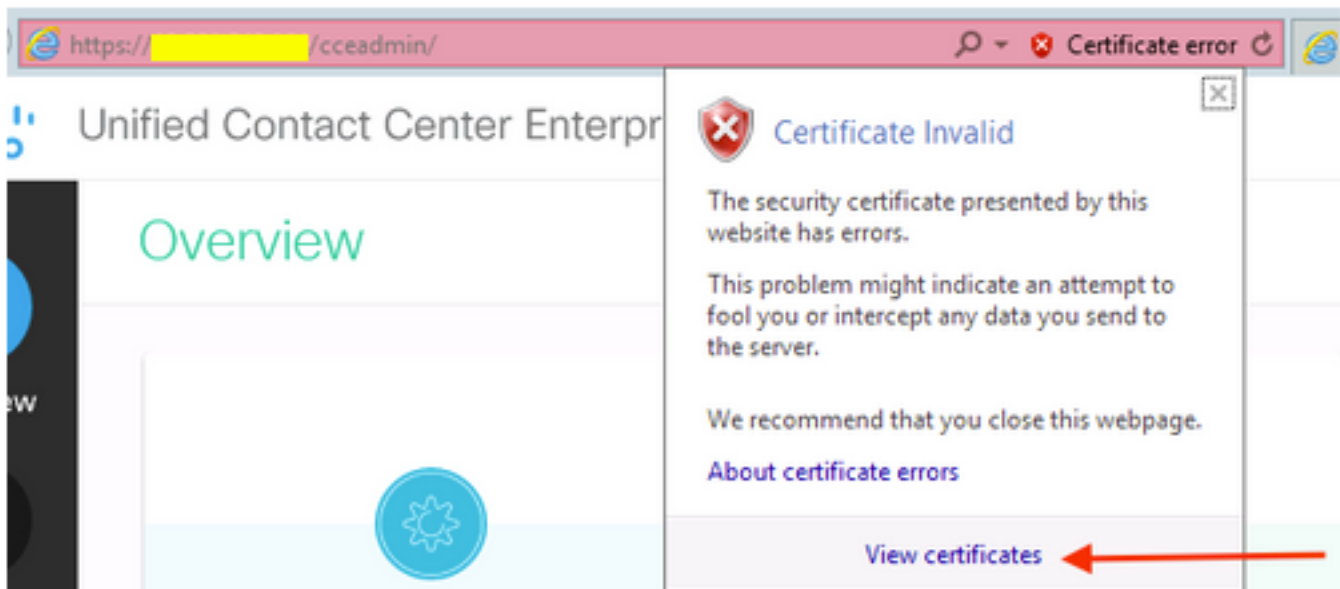 https:// /cceadmin/
Certificate error
Unified Contact Center Enterpr
Certificate Invalid
Overview
The security certificate presented by this
website has errors.
This problem might indicate an attempt to
fool you or intercept any data you send to
the server.
ew
We recommend that you close this webpage.
About certificate errors
View certificates